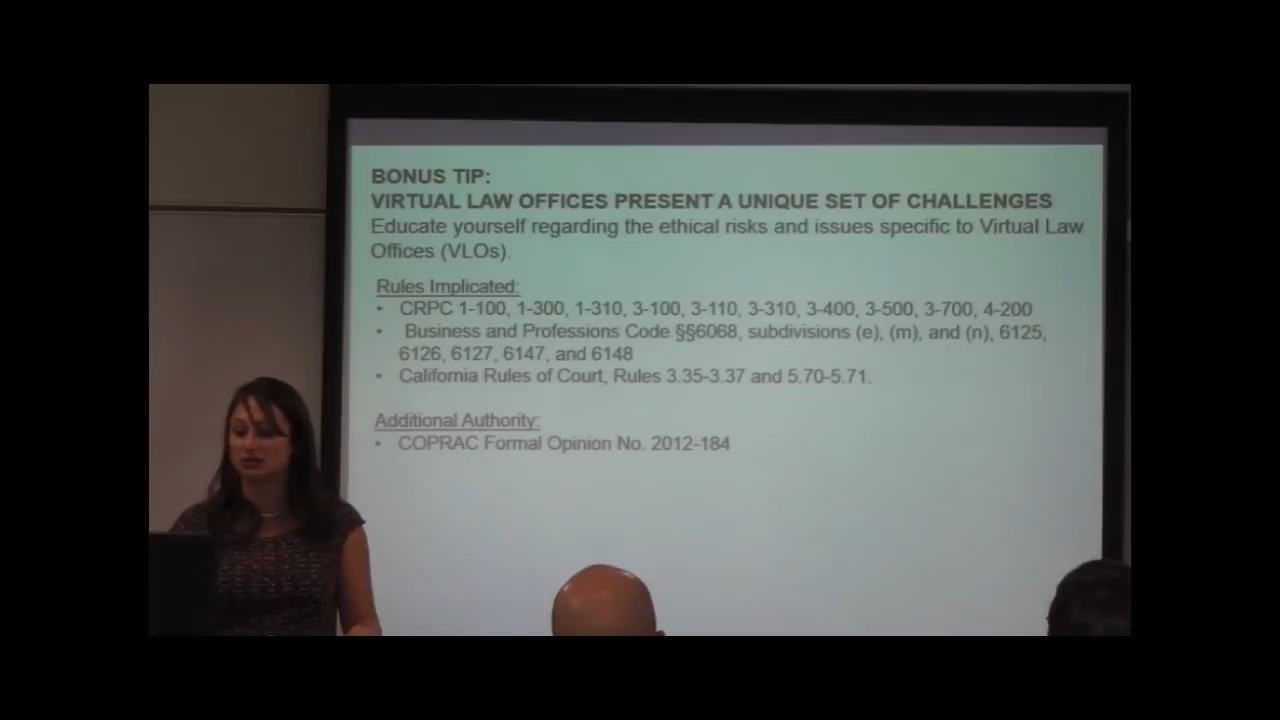 BONUS TIP:
VIRTUAL LAW OFFICES PRESENT A UNIQUE SET OF CHALLENGES
Educate yourself regarding the ethical risks and issues specific to Virtual Law
Offices (VLOs).
Rules Implicated:
• CRPC 1-100, 1-300, 1-310, 3-100, 3-110, 3-310, 3-400, 3-500, 3-700, 4-200
• Business and Professions Code §§6068, subdivisions (e), (m), and (n), 6125,
6126, 6127, 6147, and 6148
• California Rules of Court, Rules 3.35-3.37 and 5.70-5.71.
Additional Authority:
• COPRAC Formal Opinion No. 2012-184